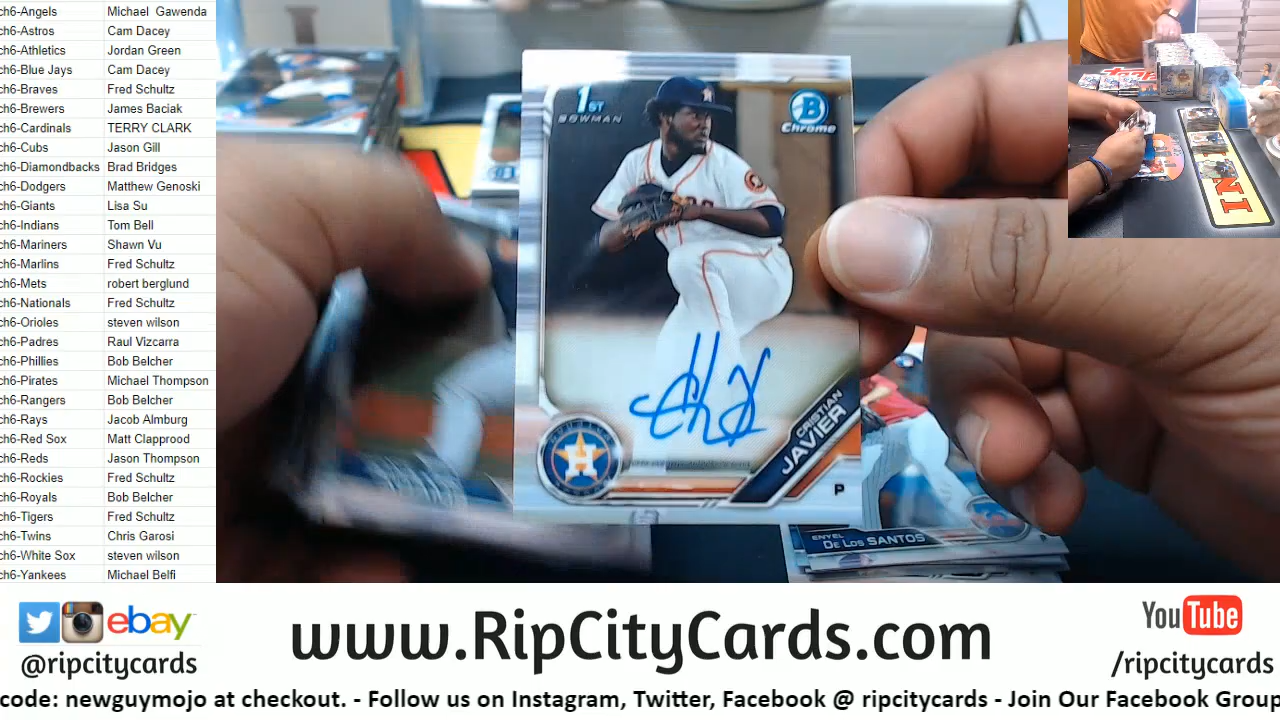 ch6-Angels Michael Gawenda
ch6-Astros Cam Dacey
ch6-Athletics Jordan Green
ch6-Blue Jays Cam Dacey
ch6-Braves Fred Schultz
ch6-Brewers James Baciak
ch6-Cardinals TERRY CLARK
ch6-Cubs Jason Gill
ch6-Diamondbacks Brad Bridges
ch6-Dodgers Matthew Genoski
ch6-Giants Lisa Su
ch6-Indians Tom Bell
ch6-Mariners Shawn Vu
ch6-Marlins Fred Schultz
ch6-Mets robert berglund
ch6-Nationals Fred Schultz
ch6-Orioles steven wilson
ch6-Padres Raul Vizcarra
ch6-Phillies Bob Belcher
ch6-Pirates Michael Thompson
ch6-Rangers Bob Belcher
ch6-Rays Jacob Almburg
ch6-Red Sox Matt Clapprood
ch6-Reds Jason Thompson
ch6-Rockies Fred Schultz
ch6-Royals Bob Belcher
ch6-Tigers Fred Schultz
ch6-Twins Chris Garosi
ch6-White Sox steven wilson
ch6-Yankees Michael Belfi
1ST
BOWMAN
B
Chrome
H
CRISTIAN
JAVIER
P
ENYEL
DE LOS SANTOS
ebay
@ripcitycards
www.RipCityCards.com
YouTube
/ripcitycards
code: newguymojo at checkout. - Follow us on Instagram, Twitter, Facebook @ ripcitycards - Join Our Facebook Group